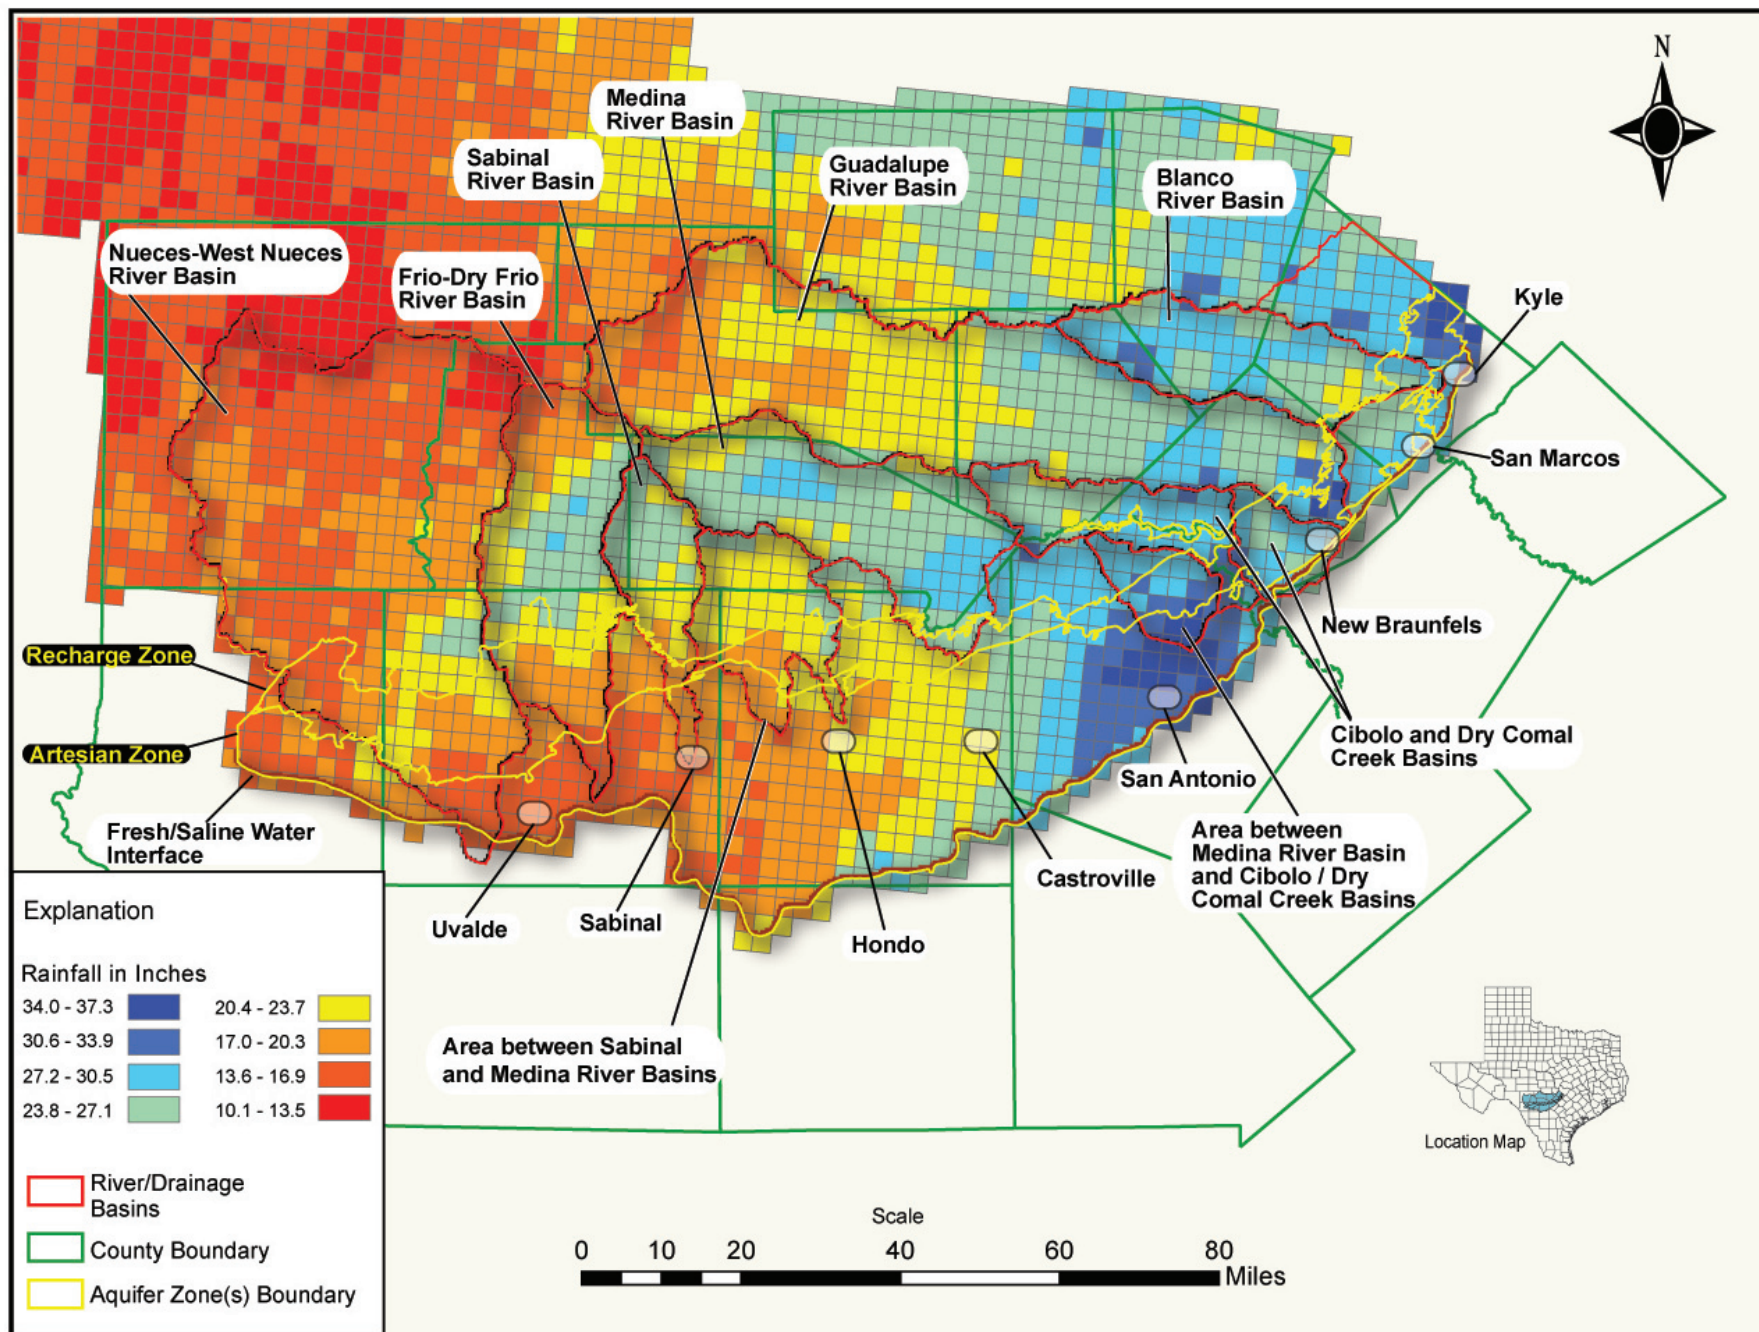 N
Medina
River Basin
Sabinal
River Basin
Guadalupe
River Basin
Blanco
River Basin
Nueces-West Nueces
River Basin
Frio-Dry Frio
River Basin
Kyle
San Marcos
New Braunfels
Recharge Zone
Artesian Zone
Cibolo and Dry Comal
Creek Basins
San Antonio
Fresh/Saline Water
Interface
Area between
Medina River Basin
and Cibolo / Dry
Comal Creek Basins
Castroville
Uvalde
Sabinal
Hondo
Area between Sabinal
and Medina River Basins
Explanation
Rainfall in Inches
34.0 - 37.3
20.4 - 23.7
30.6 - 33.9
17.0 - 20.3
27.2 - 30.5
13.6 - 16.9
23.8 - 27.1
10.1 - 13.5
River/Drainage
Basins
County Boundary
Aquifer Zone(s) Boundary
Location Map
Scale
0 10 20 40 60 80
Miles